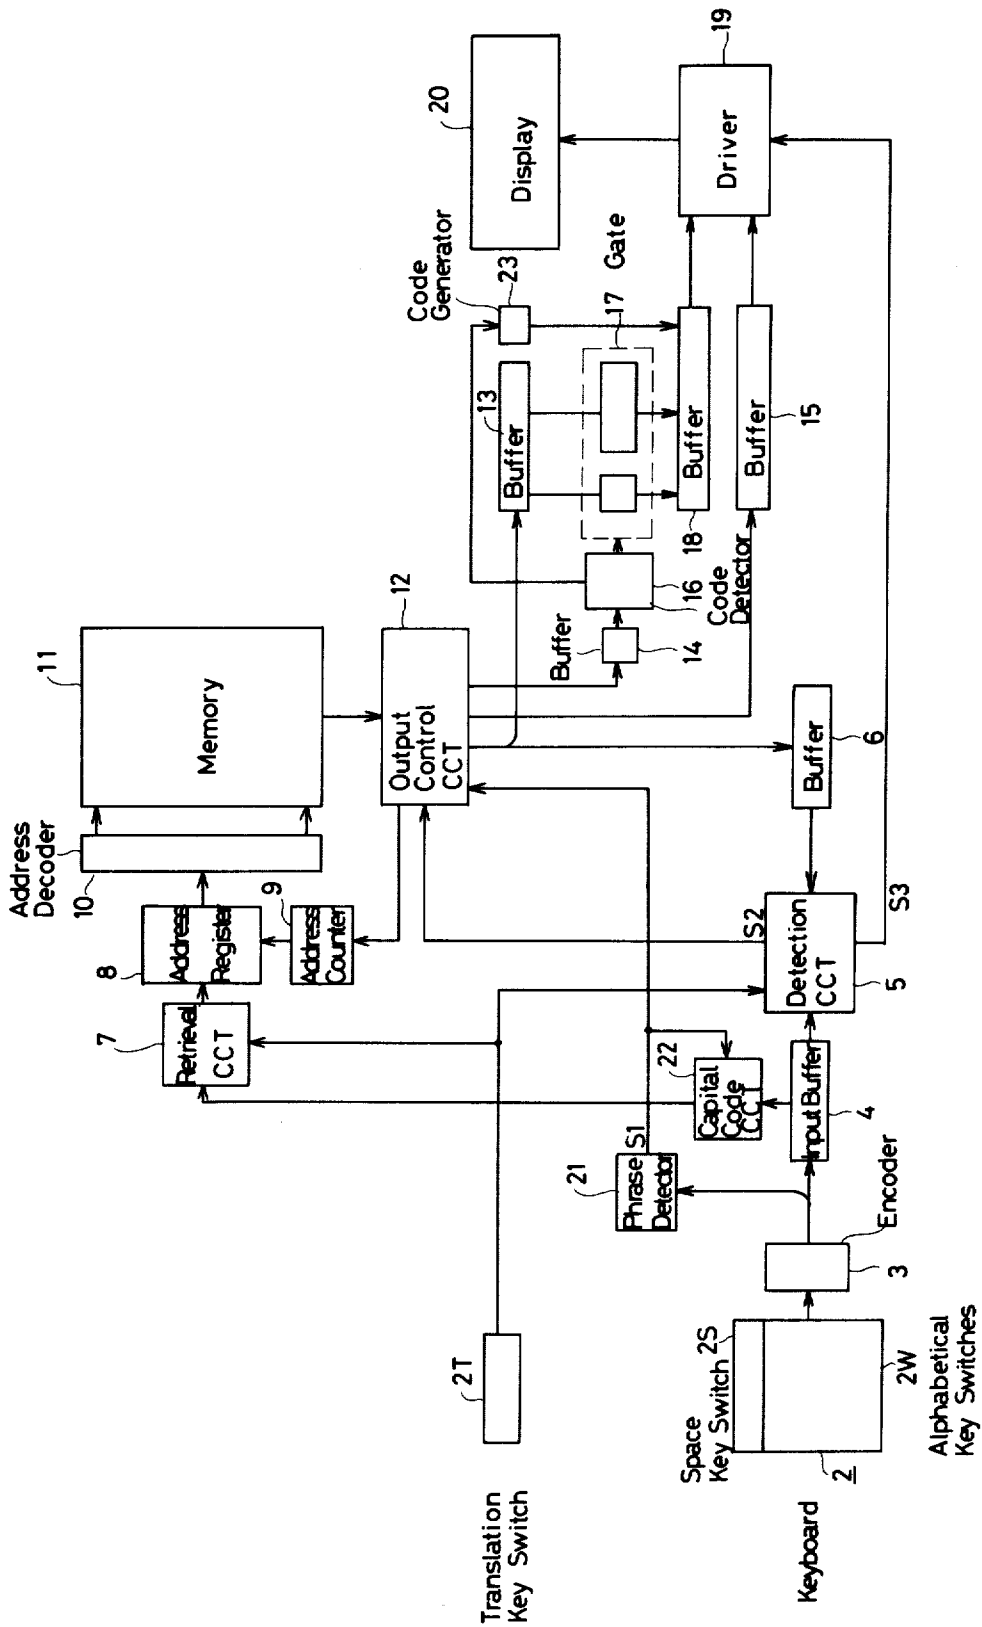 Address
Decoder
10
11
Memory
8
Address
Register
9
Address
Counter
7
Retrieval
CCT
12
Output
Control
CCT
Code
Generator
23
20
Display
19
Driver
13
Buffer
17
Gate
Buffer
14
16
Code
Detector
18
Buffer
Buffer
15
Buffer
6
S2
S3
Detection
CCT
5
22
Capital
Code
CCT
Input Buffer
4
21
Phrase
Detector
S1
Encoder
3
2T
Translation
Key Switch
Space
Key Switch
2S
2W
Alphabetical
Key Switches
2
Keyboard